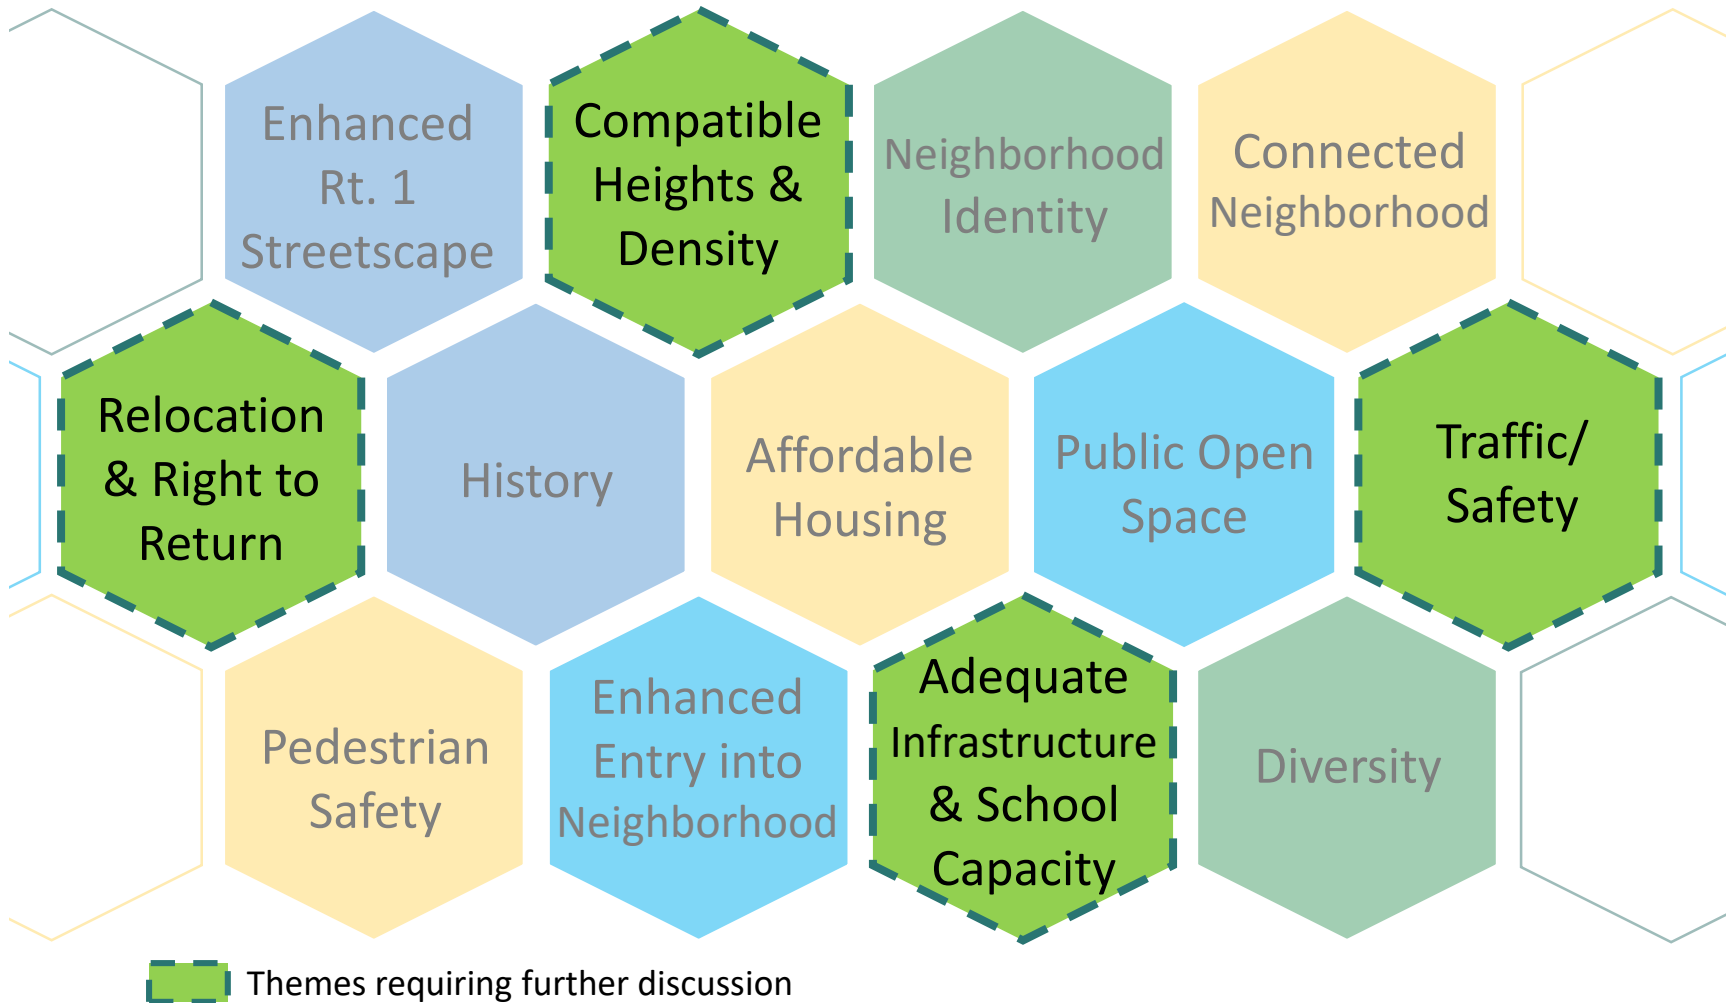 Enhanced
Rt. 1
Streetscape
Compatible
Heights &
Density
Neighborhood
Identity
Connected
Neighborhood
Relocation
& Right to
Return
History
Affordable
Housing
Public Open
Space
Traffic/
Safety
Pedestrian
Safety
Enhanced
Entry into
Neighborhood
Adequate
Infrastructure
& School
Capacity
Diversity
Themes requiring further discussion